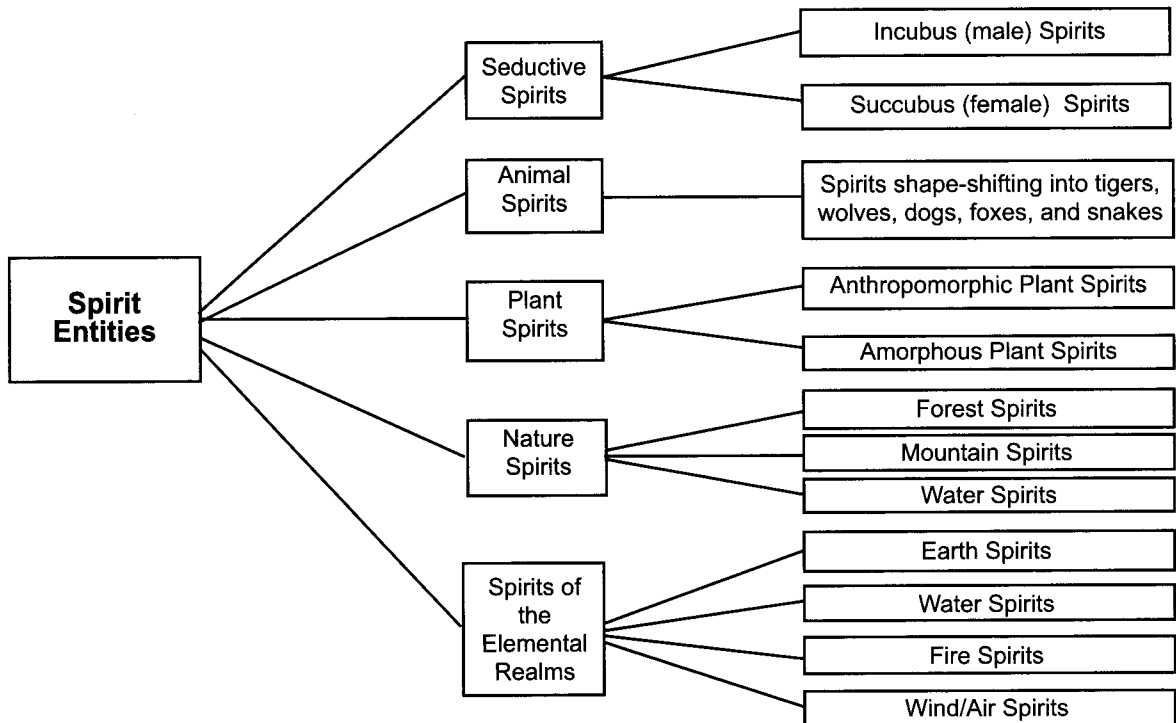 Spirit
Entities
Seductive
Spirits
Incubus (male) Spirits
Succubus (female) Spirits
Animal
Spirits
Spirits shape-shifting into tigers,
wolves, dogs, foxes, and snakes
Plant
Spirits
Anthropomorphic Plant Spirits
Amorphous Plant Spirits
Nature
Spirits
Forest Spirits
Mountain Spirits
Water Spirits
Spirits of
the
Elemental
Realms
Earth Spirits
Water Spirits
Fire Spirits
Wind/Air Spirits